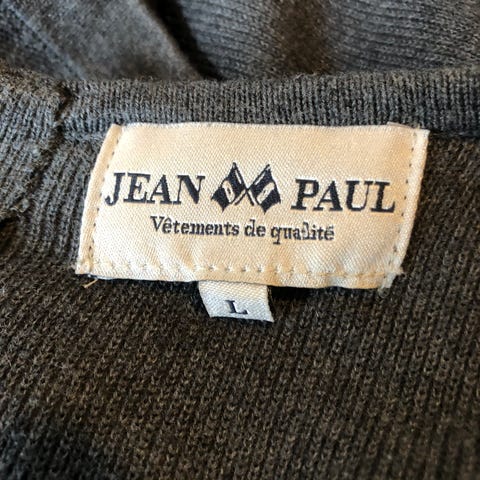 JEAN PAUL
Vêtements de qualité
L